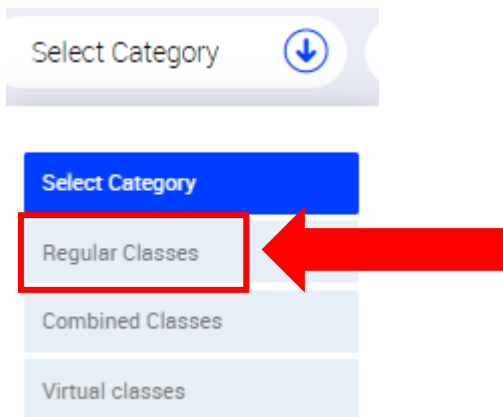 Select Category
Select Category
Regular Classes
Combined Classes
Virtual classes